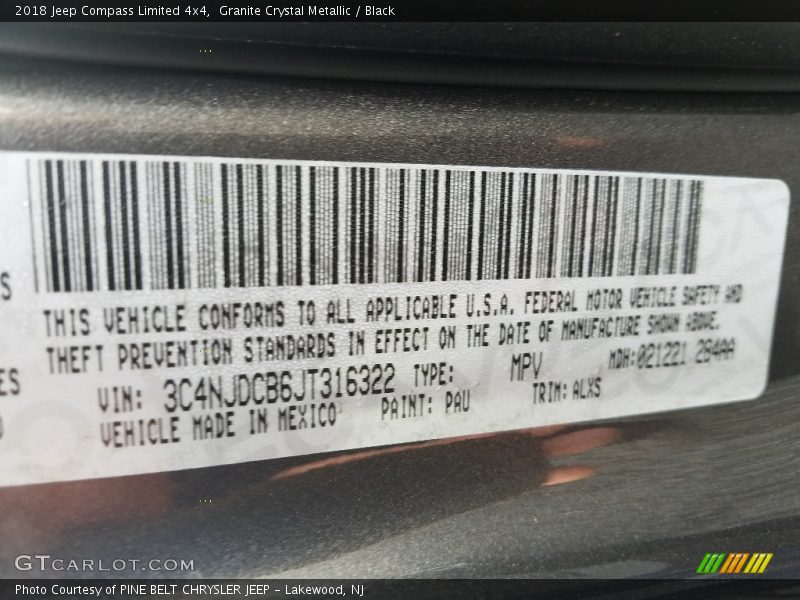 2018 Jeep Compass Limited 4x4, Granite Crystal Metallic / Black
THIS VEHICLE CONFORMS TO ALL APPLICABLE U.S.A. FEDERAL MOTOR VEHICLE SAFETY AND
THEFT PREVENTION STANDARDS IN EFFECT ON THE DATE OF MANUFACTURE SHOWN ABOVE.
VIN: 3C4NJDCB6JT316322 TYPE: MPV MDH:021221 284AA
VEHICLE MADE IN MEXICO PAINT: PAU TRIM: ALXS
GTCARLOT.COM
Photo Courtesy of PINE BELT CHRYSLER JEEP - Lakewood, NJ